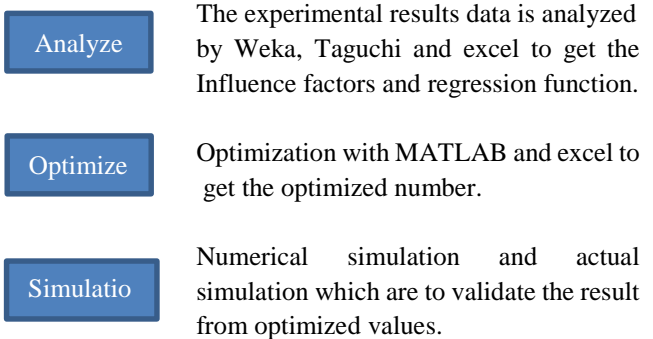 Analyze
The experimental results data is analyzed
by Weka, Taguchi and excel to get the
Influence factors and regression function.
Optimize
Optimization with MATLAB and excel to
get the optimized number.
Simulatio
Numerical simulation and actual
simulation which are to validate the result
from optimized values.